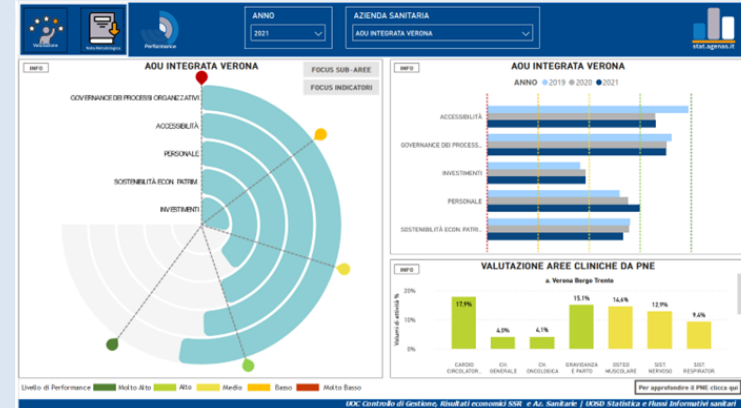 Valutazione
Nota Metodologica
Performance
ANNO
2021
AZIENDA SANITARIA
AOU INTEGRATA VERONA
stat.agenas.it
INFO
AOU INTEGRATA VERONA
FOCUS SUB-AREE
FOCUS INDICATORI
GOVERNANCE DEI PROCESSI ORGANIZZATIVI
ACCESSIBILITÀ
PERSONALE
SOSTENIBILITÀ ECON. PATRIM.
INVESTIMENTI
INFO
AOU INTEGRATA VERONA
ANNO 2019 2020 2021
ACCESSIBILITÀ
GOVERNANCE DEI PROCESS...
INVESTIMENTI
PERSONALE
SOSTENIBILITÀ ECON. PATRI...
INFO
VALUTAZIONE AREE CLINICHE DA PNE
a. Verona Borgo Trento
Volumi di attività %
20%
10%
0%
17,9%
4,0%
4,1%
15,1%
14,6%
12,9%
9,4%
CARDIO CIRCOLATOR...
CH. GENERALE
CH. ONCOLOGICA
GRAVIDANZA E PARTO
OSTEO MUSCOLARE
SIST. NERVOSO
SIST. RESPIRATOR...
Livello di Performance Molto Alto Alto Medio Basso Molto Basso
Per approfondire il PNE clicca qui
UOC Controllo di Gestione, Risultati economici SSR e Az. Sanitarie | UOSD Statistica e Flussi Informativi sanitari